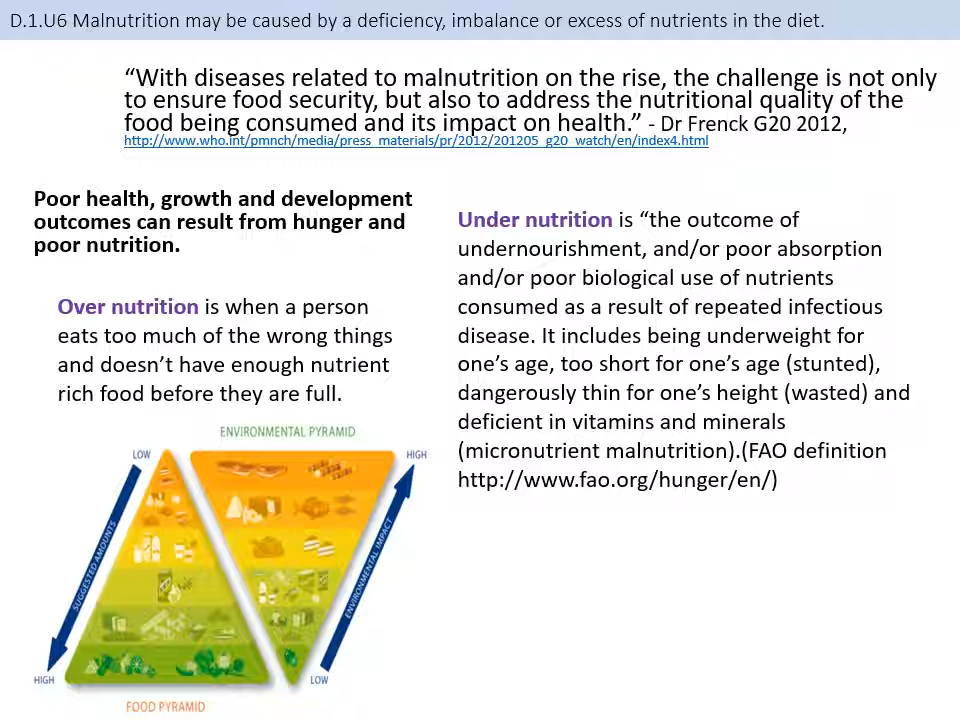 D.1.U6 Malnutrition may be caused by a deficiency, imbalance or excess of nutrients in the diet.
“With diseases related to malnutrition on the rise, the challenge is not only
to ensure food security, but also to address the nutritional quality of the
food being consumed and its impact on health.” - Dr Frenck G20 2012,
http://www.who.int/pmnch/media/press_materials/pr/2012/201205_g20_watch/en/index4.html
Poor health, growth and development
outcomes can result from hunger and
poor nutrition.
Over nutrition is when a person
eats too much of the wrong things
and doesn’t have enough nutrient
rich food before they are full.
Under nutrition is “the outcome of
undernourishment, and/or poor absorption
and/or poor biological use of nutrients
consumed as a result of repeated infectious
disease. It includes being underweight for
one’s age, too short for one’s age (stunted),
dangerously thin for one’s height (wasted) and
deficient in vitamins and minerals
(micronutrient malnutrition).(FAO definition
http://www.fao.org/hunger/en/)
ENVIRONMENTAL PYRAMID
LOW
HIGH
SUGGESTED AMOUNTS
ENVIRONMENTAL IMPACT
HIGH
LOW
FOOD PYRAMID